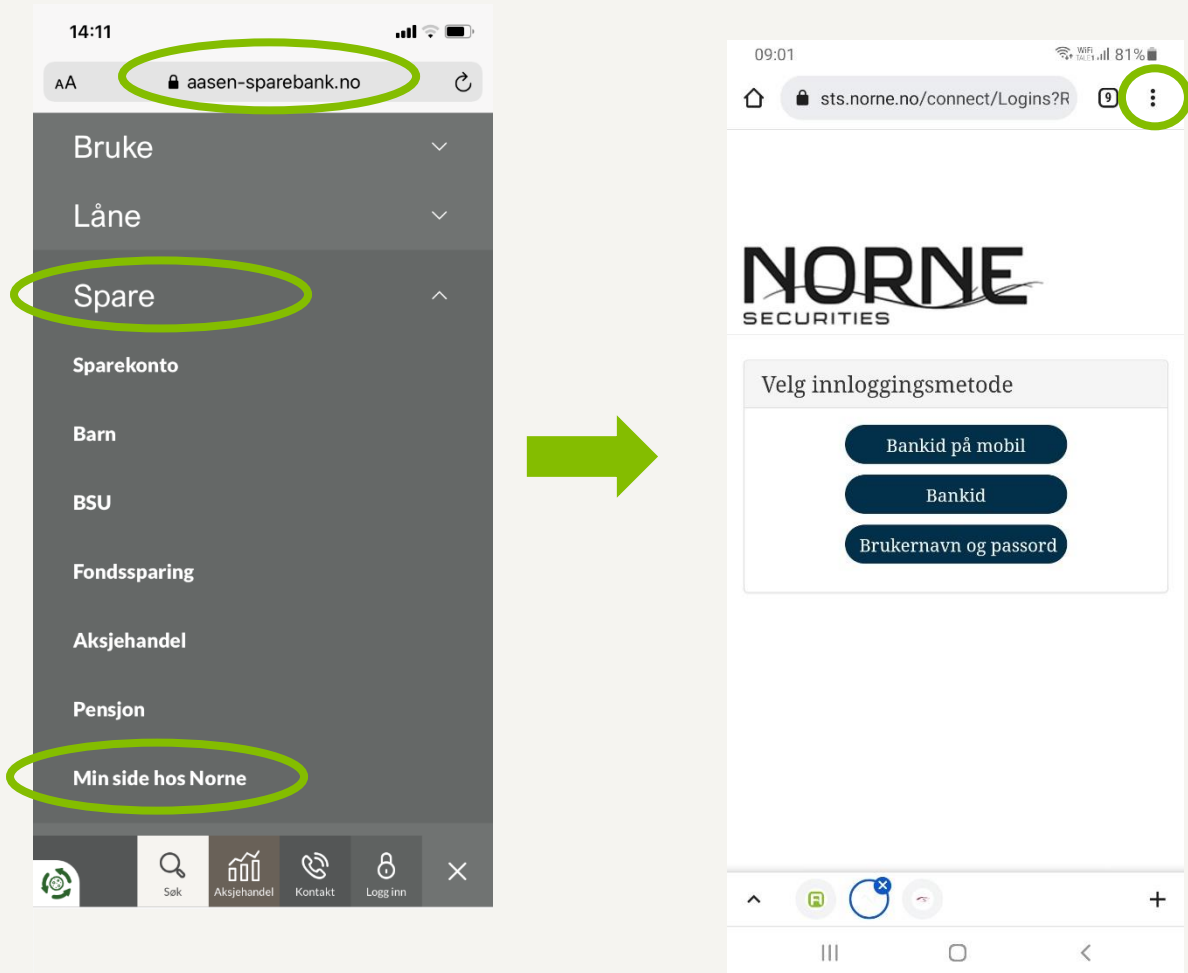 14:11
AA aasen-sparebank.no
Bruke
Låne
Spare
Sparekonto
Barn
BSU
Fondssparing
Aksjehandel
Pensjon
Min side hos Norne
Søk
Aksjehandel
Kontakt
Logg inn
09:01
81%
sts.norne.no/connect/Logins?R
9
NORNE
SECURITIES
Velg innloggingsmetode
Bankid på mobil
Bankid
Brukernavn og passord